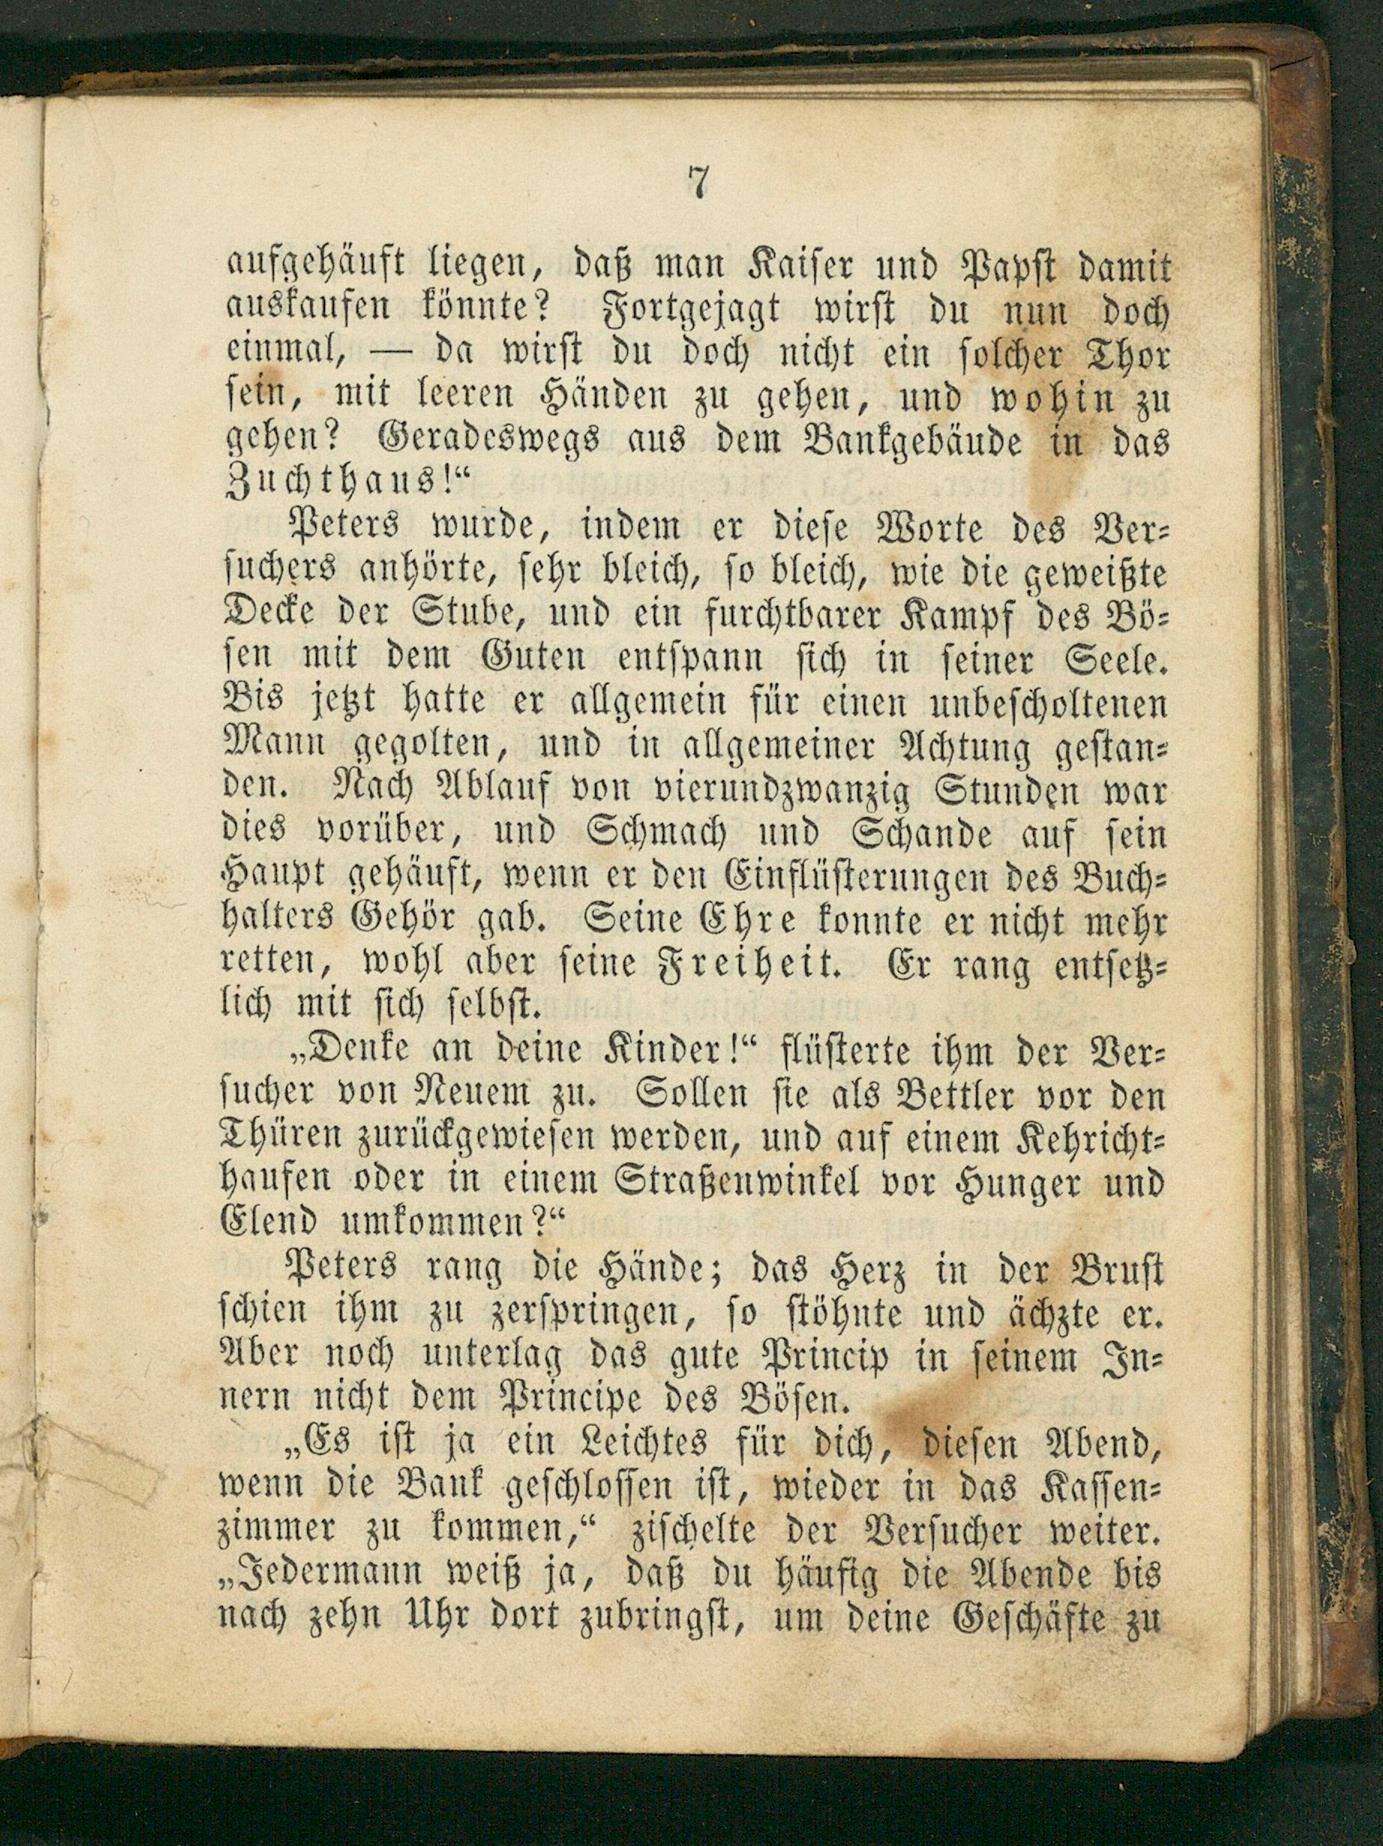 7
aufgehäuft liegen, daß man Kaiser und Papst damit
auskaufen könnte? Fortgejagt wirst du nun doch
einmal, — da wirst du doch nicht ein solcher Thor
sein, mit leeren Händen zu gehen, und wohin zu
gehen? Geradeswegs aus dem Bankgebäude in das
Zuchthaus!“
Peters wurde, indem er diese Worte des Ver-
suchers anhörte, sehr bleich, so bleich, wie die geweißte
Decke der Stube, und ein furchtbarer Kampf des Bö-
sen mit dem Guten entspann sich in seiner Seele.
Bis jetzt hatte er allgemein für einen unbescholtenen
Mann gegolten, und in allgemeiner Achtung gestan-
den. Nach Ablauf von vierundzwanzig Stunden war
dies vorüber, und Schmach und Schande auf sein
Haupt gehäuft, wenn er den Einflüsterungen des Buch-
halters Gehör gab. Seine Ehre konnte er nicht mehr
retten, wohl aber seine Freiheit. Er rang entsetz-
lich mit sich selbst.
„Denke an deine Kinder!“ flüsterte ihm der Ver-
sucher von Neuem zu. Sollen sie als Bettler vor den
Thüren zurückgewiesen werden, und auf einem Kehricht-
haufen oder in einem Straßenwinkel vor Hunger und
Elend umkommen?“
Peters rang die Hände; das Herz in der Brust
schien ihm zu zerspringen, so stöhnte und ächzte er.
Aber noch unterlag das gute Princip in seinem In-
nern nicht dem Principe des Bösen.
„Es ist ja ein Leichtes für dich, diesen Abend,
wenn die Bank geschlossen ist, wieder in das Kassen-
zimmer zu kommen,“ zischelte der Versucher weiter.
„Jedermann weiß ja, daß du häufig die Abende bis
nach zehn Uhr dort zubringst, um deine Geschäfte zu